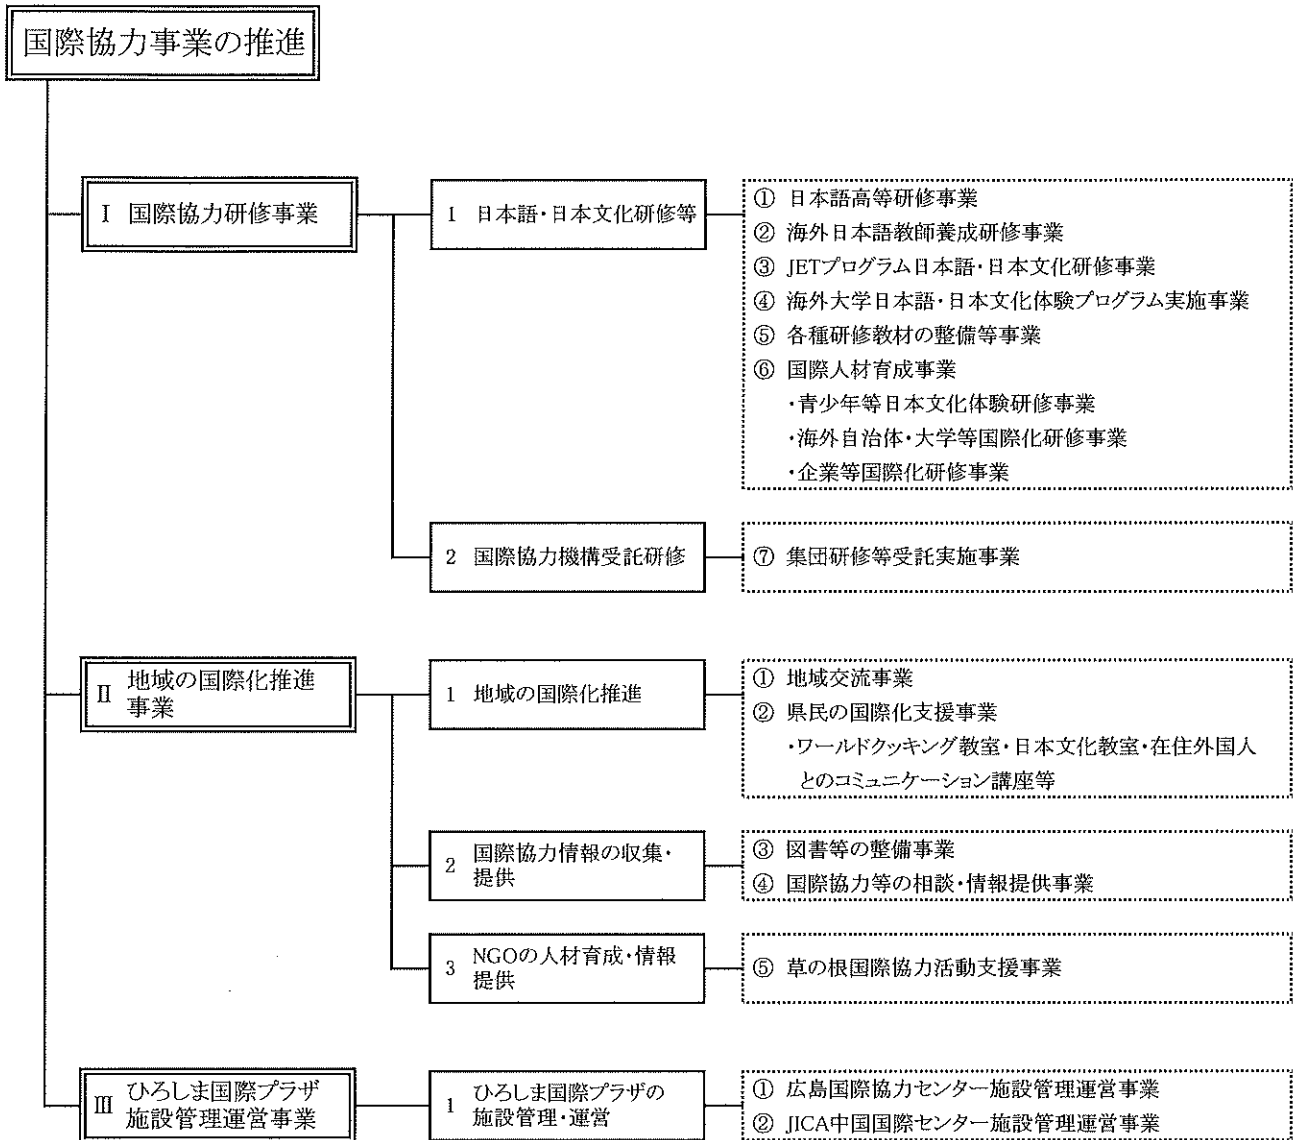 国際協力事業の推進
Ⅰ 国際協力研修事業
1 日本語・日本文化研修等
① 日本語高等研修事業
② 海外日本語教師養成研修事業
③ JETプログラム日本語・日本文化研修事業
④ 海外大学日本語・日本文化体験プログラム実施事業
⑤ 各種研修教材の整備等事業
⑥ 国際人材育成事業
・青少年等日本文化体験研修事業
・海外自治体・大学等国際化研修事業
・企業等国際化研修事業
2 国際協力機構受託研修
⑦ 集団研修等受託実施事業
Ⅱ 地域の国際化推進
事業
1 地域の国際化推進
① 地域交流事業
② 県民の国際化支援事業
・ワールドクッキング教室・日本文化教室・在住外国人
とのコミュニケーション講座等
2 国際協力情報の収集・
提供
③ 図書等の整備事業
④ 国際協力等の相談・情報提供事業
3 NGOの人材育成・情報
提供
⑤ 草の根国際協力活動支援事業
Ⅲ ひろしま国際プラザ
施設管理運営事業
1 ひろしま国際プラザの
施設管理・運営
① 広島国際協力センター施設管理運営事業
② JICA中国国際センター施設管理運営事業